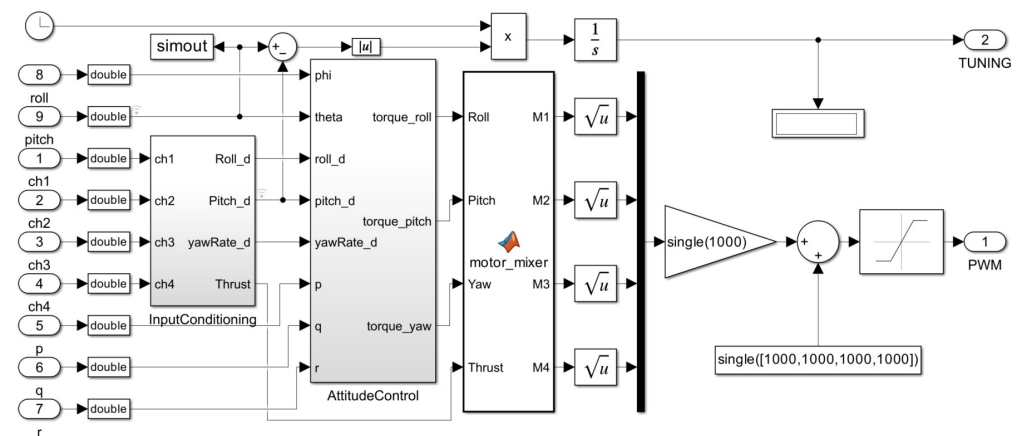 x
1
s
2
TUNING
simout
+
−
|u|
8
double
phi
roll
9
double
theta
torque_roll
Roll
M1
√u
pitch
1
double
ch1
Roll_d
roll_d
ch1
2
double
ch2
Pitch_d
pitch_d
torque_pitch
Pitch
M2
√u
ch2
3
double
ch3
yawRate_d
yawRate_d
single(1000)
+
+
motor_mixer
1
PWM
ch3
4
double
ch4
Thrust
p
Yaw
M3
√u
InputConditioning
ch4
5
double
q
torque_yaw
p
6
double
r
Thrust
M4
√u
single([1000,1000,1000,1000])
AttitudeControl
q
7
double
r